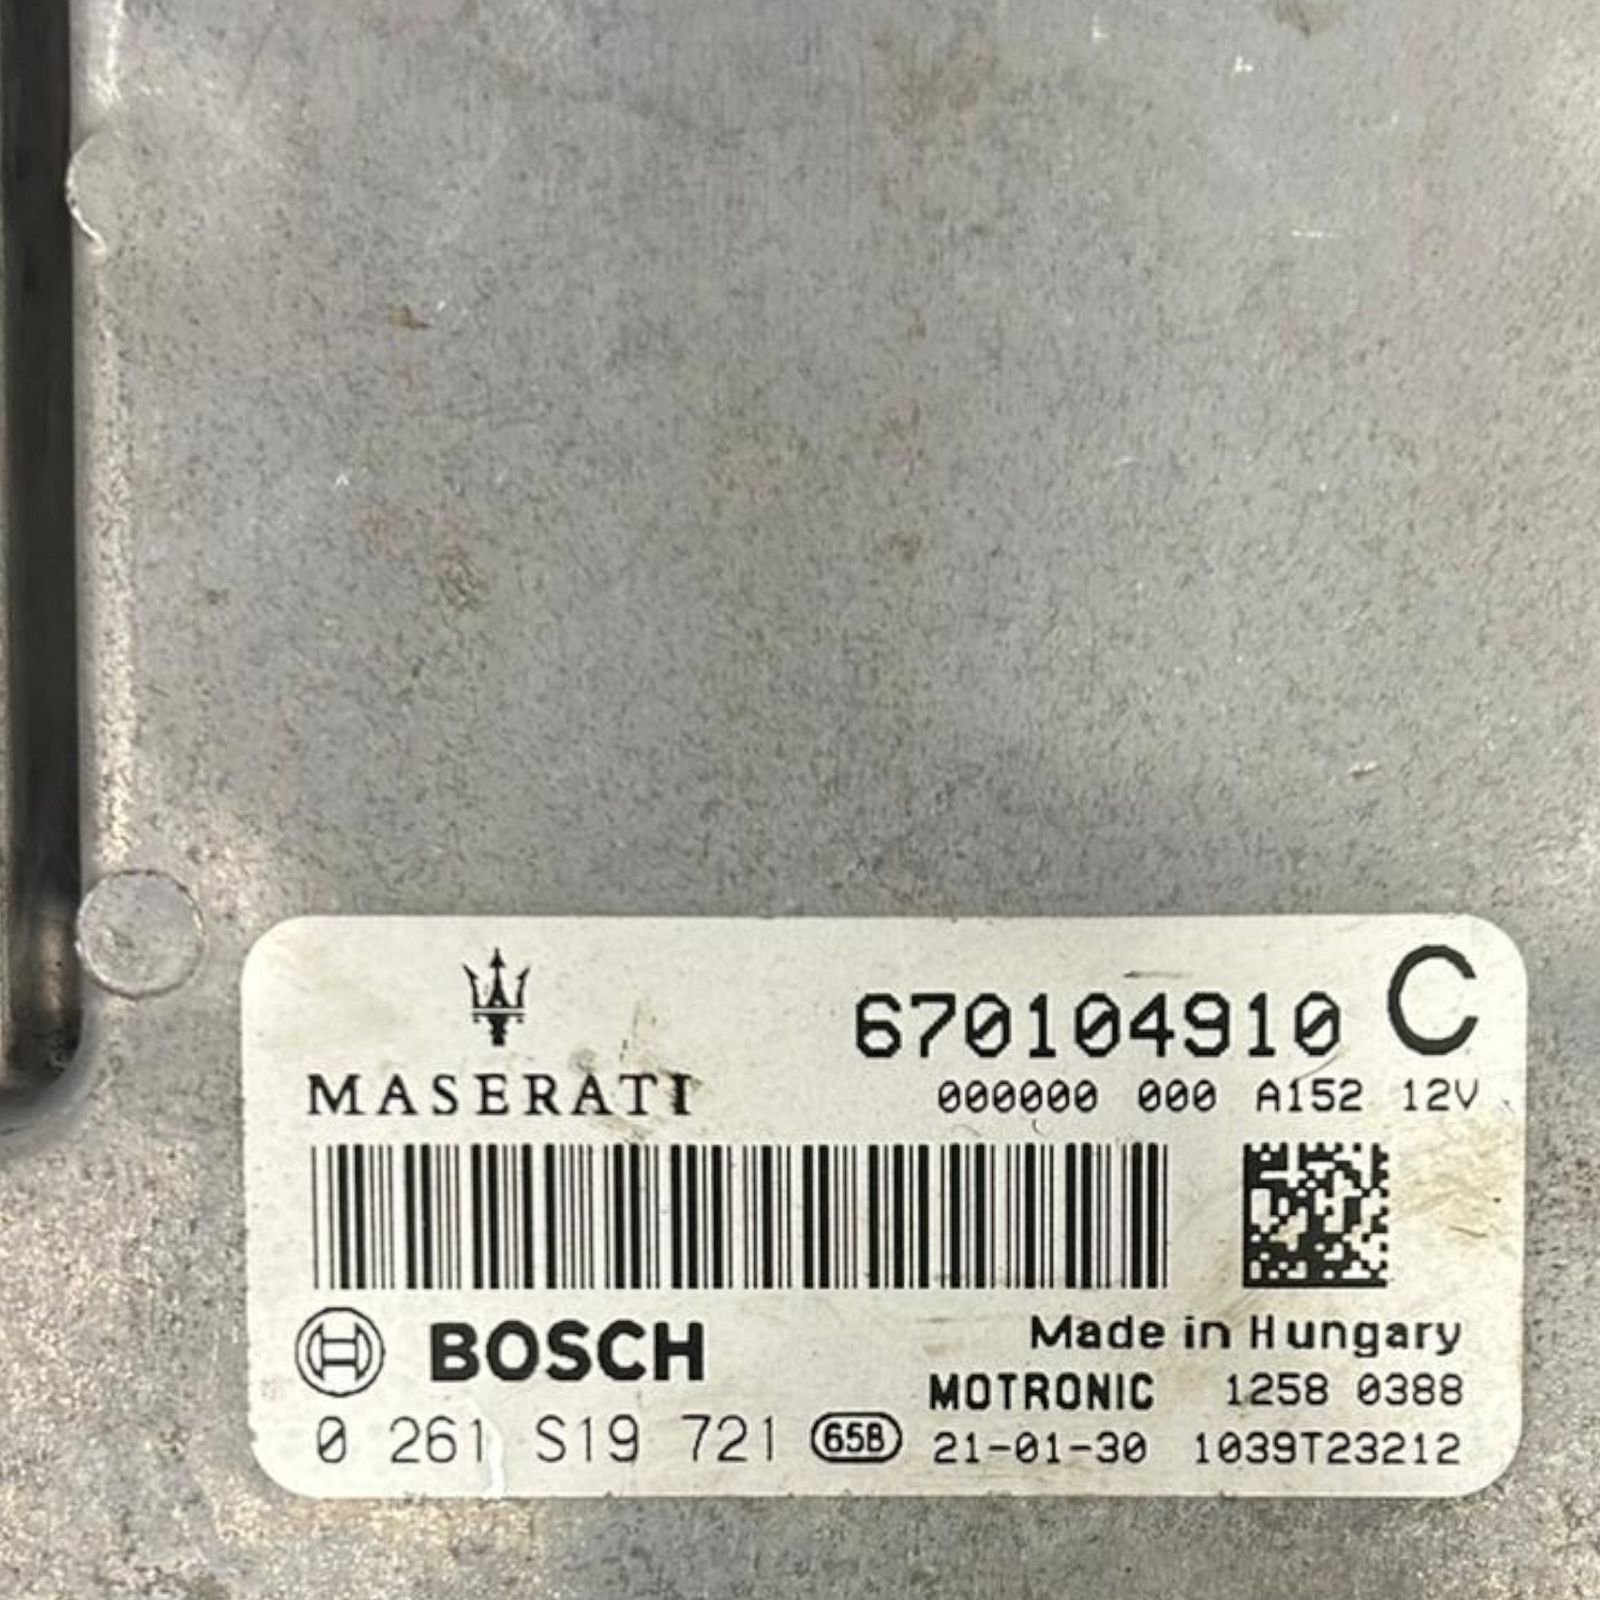 MASERATI
670104910 C
000000 000 A152 12V
BOSCH
Made in Hungary
MOTRONIC 1258 0388
0 261 S19 721 65B 21-01-30 1039T23212